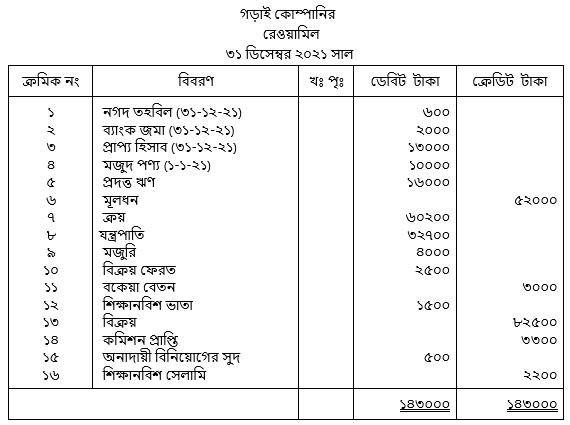 গড়াই কোম্পানির
রেওয়ামিল
৩১ ডিসেম্বর ২০২১ সাল
ক্রমিক নং বিবরণ খঃ পৃঃ ডেবিট টাকা ক্রেডিট টাকা
১ নগদ তহবিল (৩১-১২-২১) ৬০০
২ ব্যাংক জমা (৩১-১২-২১) ২০০০
৩ প্রাপ্য হিসাব (৩১-১২-২১) ১৩০০০
৪ মজুদ পণ্য (১-১-২১) ১০০০০
৫ প্রদত্ত ঋণ ১৬০০০
৬ মূলধন ৫২০০০
৭ ক্রয় ৬০২০০
৮ যন্ত্রপাতি ৩২৭০০
৯ মজুরি ৪০০০
১০ বিক্রয় ফেরত ২৫০০
১১ বকেয়া বেতন ৩০০০
১২ শিক্ষানবিশ ভাতা ১৫০০
১৩ বিক্রয় ৮২৫০০
১৪ কমিশন প্রাপ্তি ৩৩০০
১৫ অনাদায়ী বিনিয়োগের সুদ ৫০০
১৬ শিক্ষানবিশ সেলামি ২২০০
১৪৩০০০ ১৪৩০০০